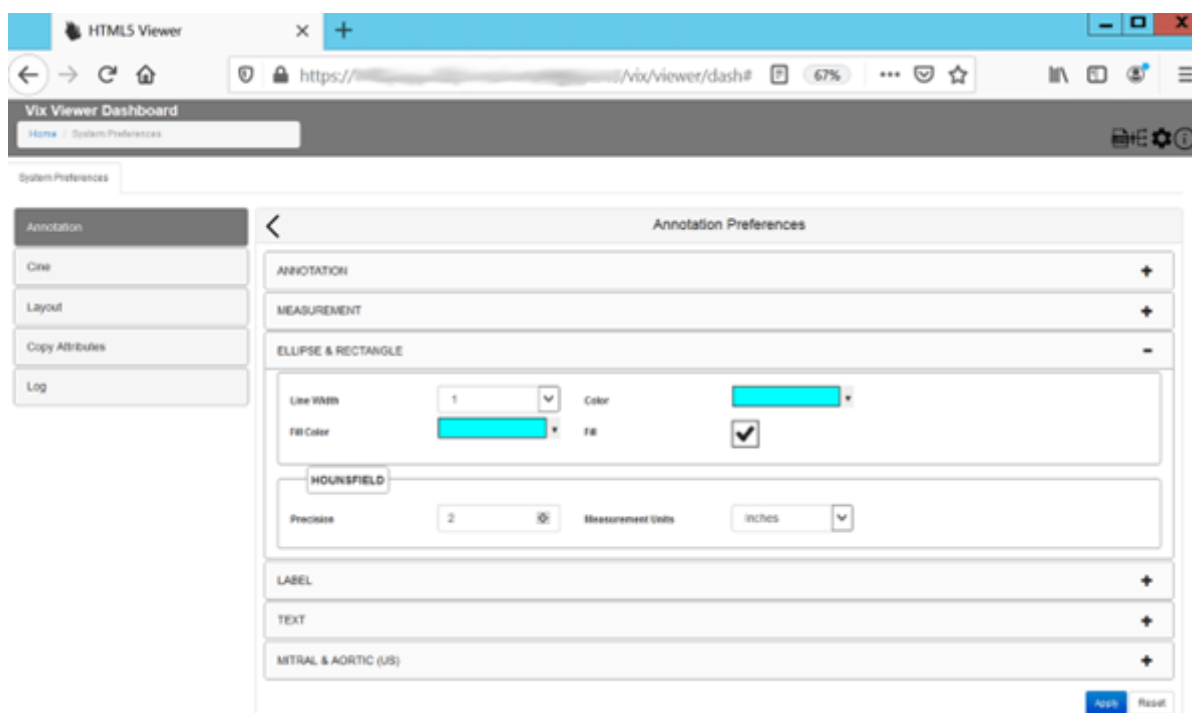 HTML5 Viewer
https://
/vix/viewer/dash#
67%
Vix Viewer Dashboard
Home / System Preferences
System Preferences
Annotation
Annotation Preferences
Cine
ANNOTATION
Layout
MEASUREMENT
Copy Attributes
ELLIPSE & RECTANGLE
Log
Line Width 1 Color
Fill Color Fill
HOUNSFIELD
Precision 2 Measurement Units Inches
LABEL
TEXT
MITRAL & AORTIC (US)
Apply Reset